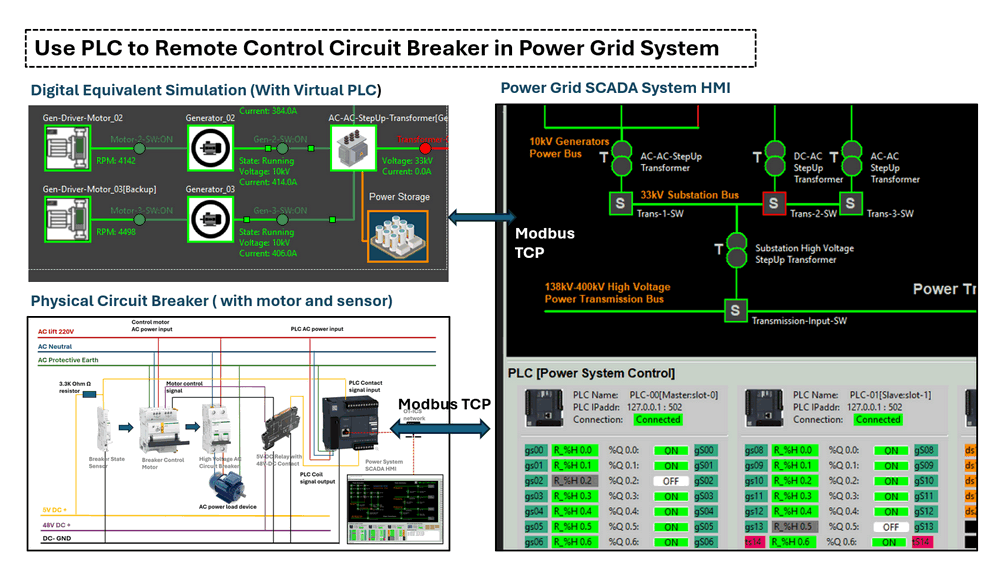 Use PLC to Remote Control Circuit Breaker in Power Grid System
Digital Equivalent Simulation (With Virtual PLC)
Current: 384.0A
Gen-Driver-Motor_02
Generator_02
AC-AC-StepUp-Transformer[Ge
Motor-2-SW:ON
Gen-2-SW:ON
RPM: 4142
State: Running
Voltage: 10kV
Current: 414.0A
Voltage: 33kV
Current: 0.0A
Gen-Driver-Motor_03[Backup]
Generator_03
Power Storage
Gen-3-SW:ON
RPM: 4498
State: Running
Voltage: 10kV
Current: 406.0A
Physical Circuit Breaker ( with motor and sensor)
Control motor
AC power input
PLC AC power input
AC lift 220V
AC Neutral
AC Protective Earth
3.3K Ohm Ω
resistor
Motor control
signal
PLC Contact
signal input
network
Breaker State
Sensor
Breaker Control
Motor
High Voltage AC
Circuit Breaker
5V-DC Relay with
48V-DC Contact
Power System
SCADA HMI
PLC Coil
signal output
AC power load device
5V DC +
48V DC +
DC- GND
Modbus
TCP
Modbus TCP
Power Grid SCADA System HMI
10kV Generators
Power Bus
T
AC-AC-StepUp
Transformer
T
DC-AC
StepUp
Transformer
T
AC-AC
StepUp
Transformer
33kV Substation Bus
S
Trans-1-SW
S
Trans-2-SW
S
Trans-3-SW
T
Substation High Voltage
StepUp Transformer
138kV-400kV High Voltage
Power Transmission Bus
Power Tr
S
Transmission-Input-SW
PLC [Power System Control]
PLC Name: PLC-00[Master:slot-0]
PLC IPaddr: 127.0.0.1 : 502
Connection: Connected
PLC Name: PLC-01[Slave:slot-1]
PLC IPaddr: 127.0.0.1 : 502
Connection: Connected
gs00 R_%H 0.0 %Q 0.0: ON gS00
gs01 R_%H 0.1 %Q 0.1: ON gS01
gs02 R_%H 0.2 %Q 0.2: OFF gS02
gs03 R_%H 0.3 %Q 0.3: ON gS03
gs04 R_%H 0.4 %Q 0.4: ON gS04
gs05 R_%H 0.5 %Q 0.5: ON gS05
gs06 R_%H 0.6 %Q 0.6: ON gS06
gs08 R_%H 0.0 %Q 0.0: ON gS08
gs09 R_%H 0.1 %Q 0.1: ON gS09
gs10 R_%H 0.2 %Q 0.2: ON gS10
gs11 R_%H 0.3 %Q 0.3: ON gS11
gs12 R_%H 0.4 %Q 0.4: ON gS12
gs13 R_%H 0.5 %Q 0.5: OFF gS13
ts14 R_%H 0.6 %Q 0.6: ON tS14